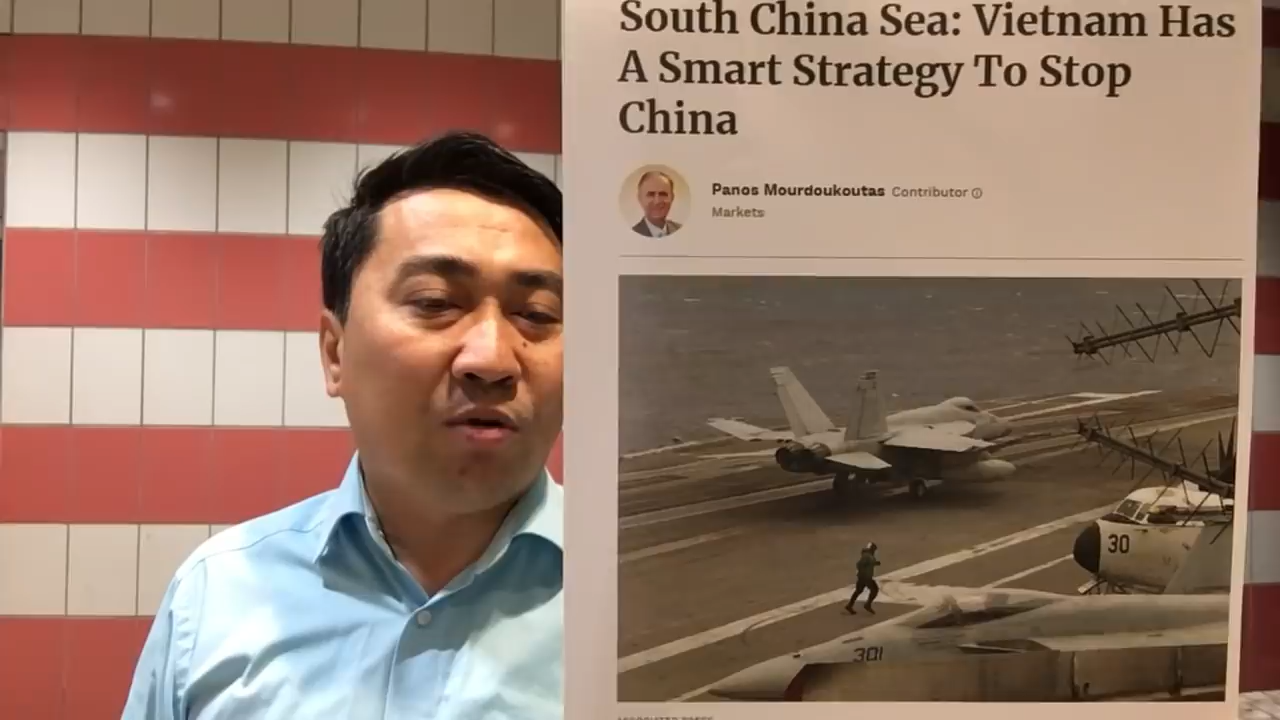 South China Sea: Vietnam Has
A Smart Strategy To Stop
China
Panos Mourdoukoutas Contributor
Markets
30
301